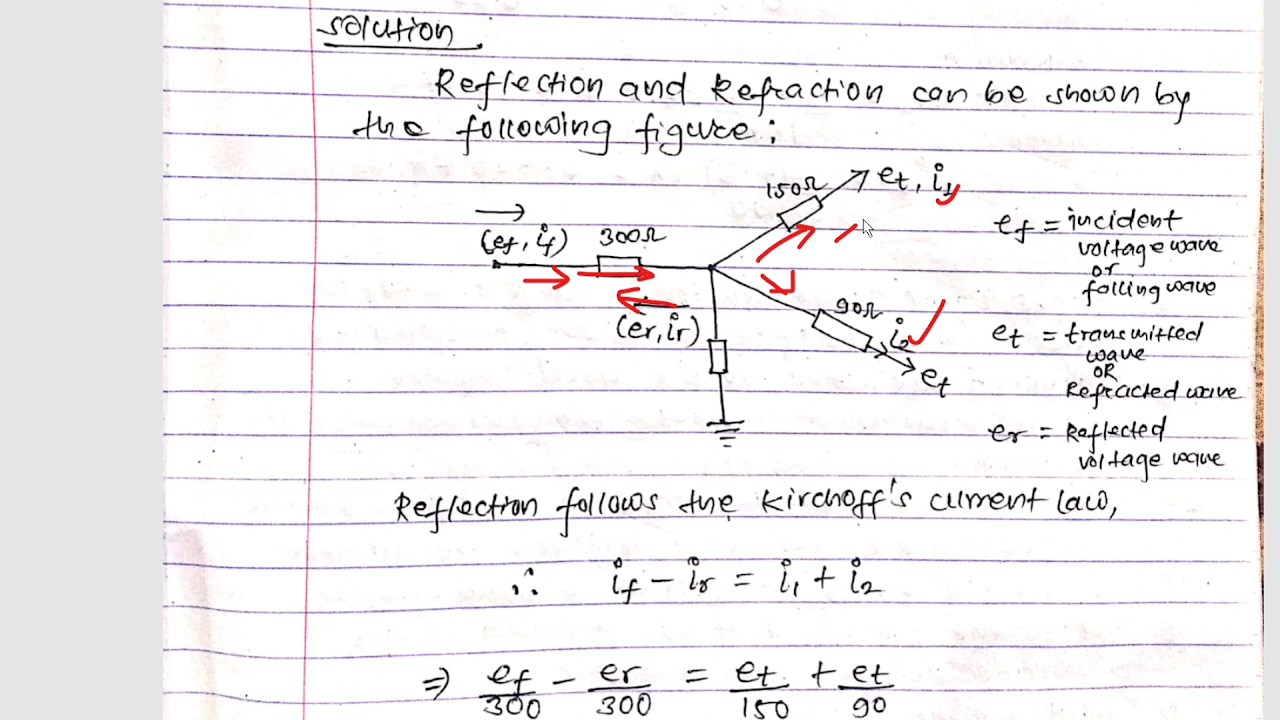 solution
Reflection and Refraction can be shown by
the following figure:
150Ω
et, i1
(ef, if)
300Ω
ef = incident
voltage wave
or
falling wave
(er, ir)
90Ω
i2
et
et = transmitted
wave
OR
Refracted wave
er = Reflected
voltage wave
Reflection follows the Kirchoff's current law,
∴ if - ir = i1 + i2
⇒ ef/300 - er/300 = et/150 + et/90